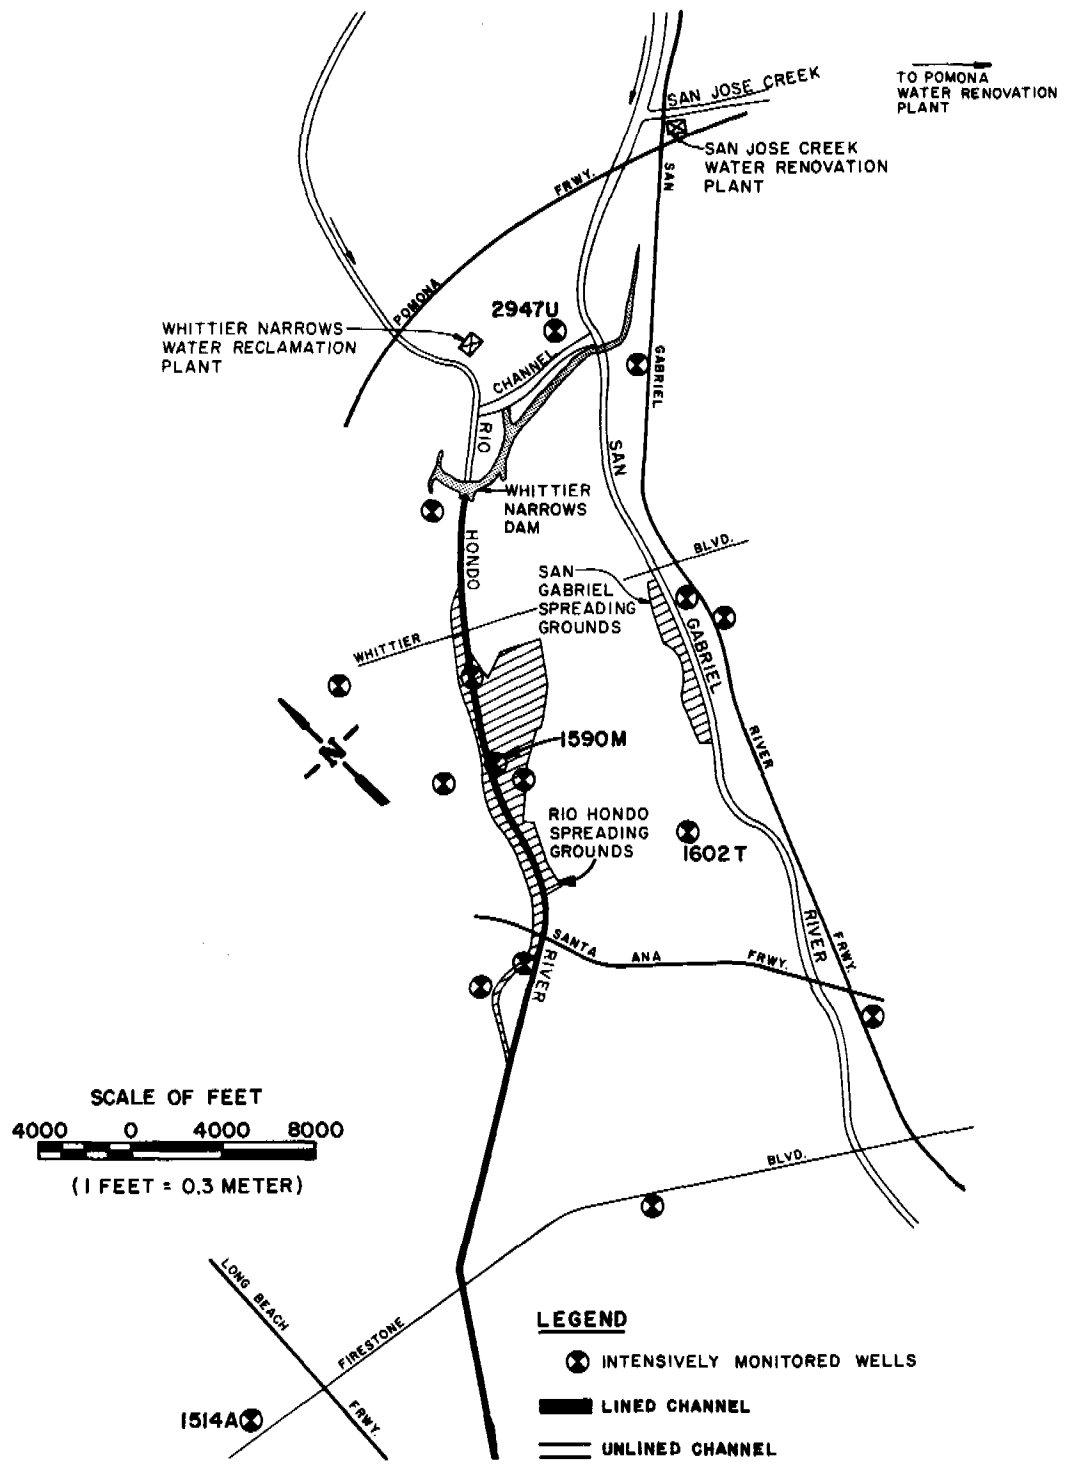 SAN JOSE CREEK
TO POMONA
WATER RENOVATION
PLANT
SAN JOSE CREEK
WATER RENOVATION
PLANT
SAN
FRWY.
POMONA
2947U
WHITTIER NARROWS
WATER RECLAMATION
PLANT
CHANNEL
GABRIEL
RIO
SAN
WHITTIER
NARROWS
DAM
HONDO
BLVD.
SAN
GABRIEL
SPREADING
GROUNDS
GABRIEL
WHITTIER
N
1590M
RIVER
RIO HONDO
SPREADING
GROUNDS
1602T
RIVER
FRWY.
SANTA
ANA
FRWY.
RIVER
SCALE OF FEET
4000 0 4000 8000
(1 FEET = 0.3 METER)
BLVD.
LONG BEACH
FRWY.
FIRESTONE
1514A
LEGEND
INTENSIVELY MONITORED WELLS
LINED CHANNEL
UNLINED CHANNEL